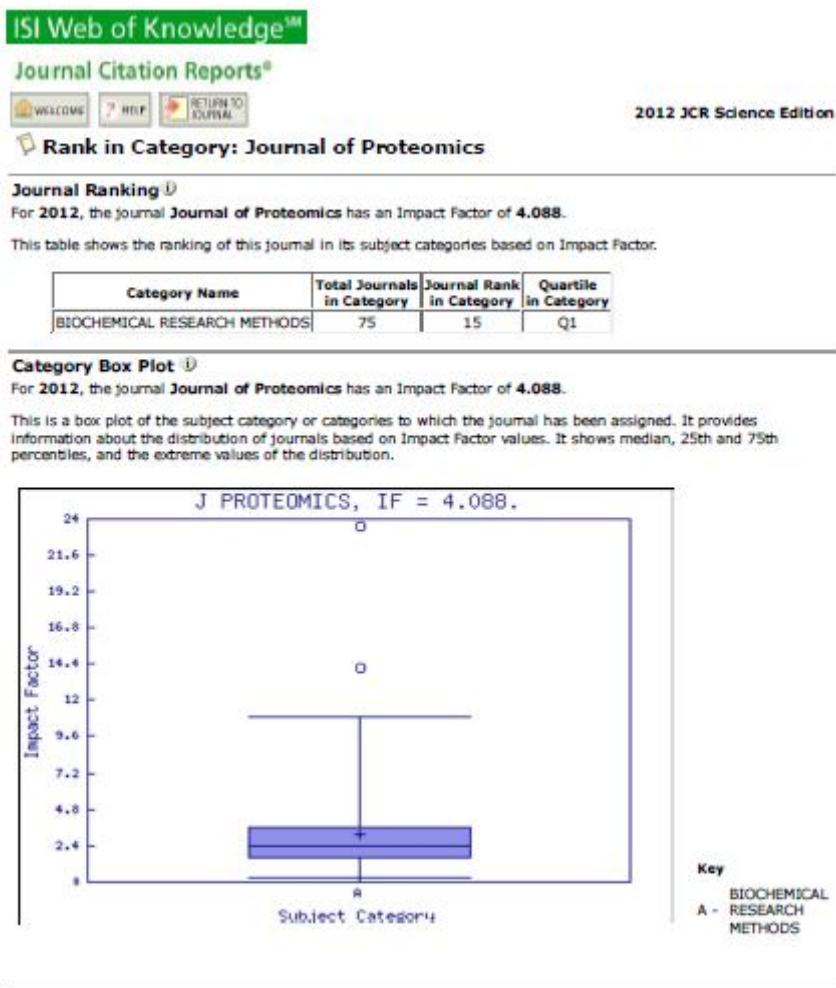 ISI Web of Knowledge℠
Journal Citation Reports®
WELCOME ? HELP RETURN TO JOURNAL
2012 JCR Science Edition
Rank in Category: Journal of Proteomics
Journal Ranking
For 2012, the journal Journal of Proteomics has an Impact Factor of 4.088.
This table shows the ranking of this journal in its subject categories based on Impact Factor.
Category Name Total Journals in Category Journal Rank in Category Quartile in Category
BIOCHEMICAL RESEARCH METHODS 75 15 Q1
Category Box Plot
For 2012, the journal Journal of Proteomics has an Impact Factor of 4.088.
This is a box plot of the subject category or categories to which the journal has been assigned. It provides
information about the distribution of journals based on Impact Factor values. It shows median, 25th and 75th
percentiles, and the extreme values of the distribution.
J PROTEOMICS, IF = 4.088.
24
21.6
19.2
16.8
14.4
12
9.6
7.2
4.8
2.4
0
Impact Factor
A
Subject Category
Key
A - BIOCHEMICAL
RESEARCH
METHODS